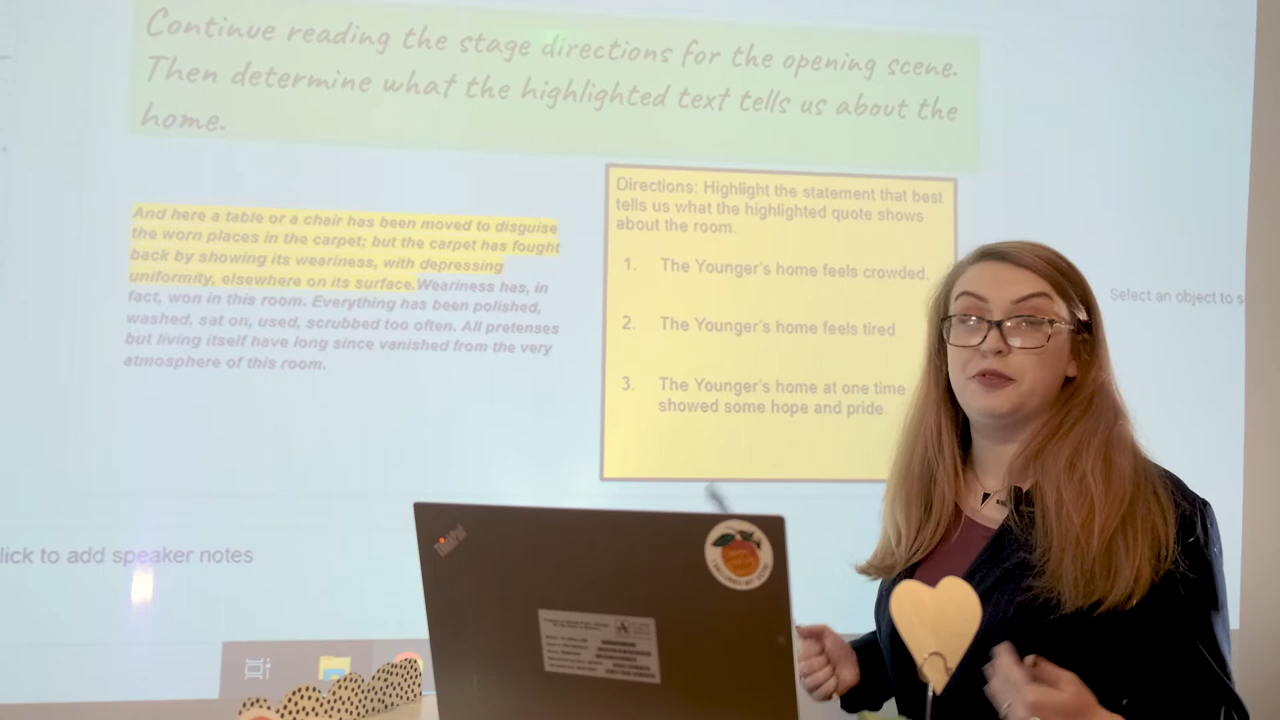 Continue reading the stage directions for the opening scene.
Then determine what the highlighted text tells us about the
home.
And here a table or a chair has been moved to disguise
the worn places in the carpet; but the carpet has fought
back by showing its weariness, with depressing
uniformity, elsewhere on its surface. Weariness has, in
fact, won in this room. Everything has been polished,
washed, sat on, used, scrubbed too often. All pretenses
but living itself have long since vanished from the very
atmosphere of this room.
Directions: Highlight the statement that best
tells us what the highlighted quote shows
about the room.
1. The Younger's home feels crowded.
2. The Younger's home feels tired
3. The Younger's home at one time
showed some hope and pride.
Select an object to s
lick to add speaker notes
ThinkPad